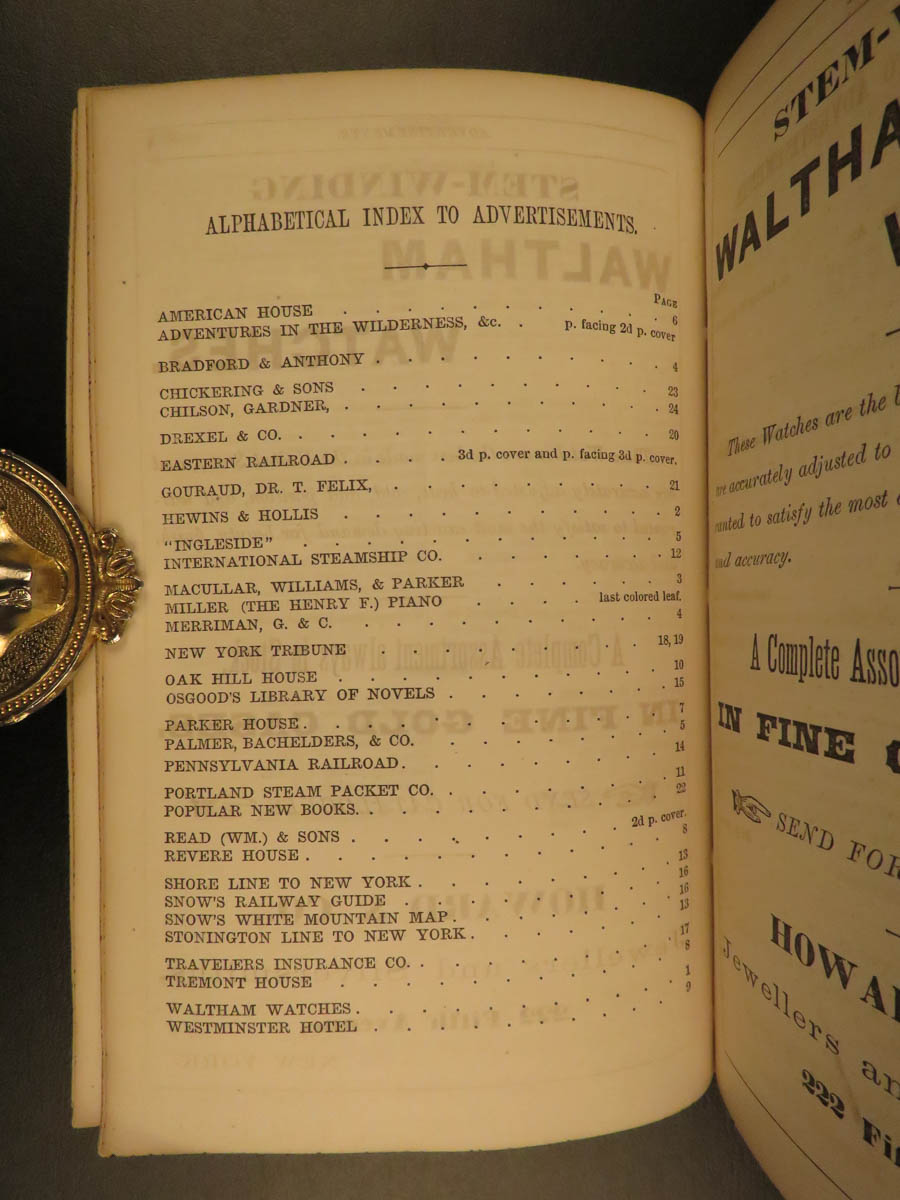 ALPHABETICAL INDEX TO ADVERTISEMENTS.
PAGE
AMERICAN HOUSE . . . . . . . . . . 6
ADVENTURES IN THE WILDERNESS, &c. . p. facing 2d p. cover
BRADFORD & ANTHONY . . . . . . . . . 4
CHICKERING & SONS . . . . . . . . . 23
CHILSON, GARDNER, . . . . . . . . . . 24
DREXEL & CO. . . . . . . . . . . . 20
EASTERN RAILROAD . . . . 3d p. cover and p. facing 3d p. cover.
GOURAUD, DR. T. FELIX, . . . . . . . . 21
HEWINS & HOLLIS . . . . . . . . . 2
"INGLESIDE" . . . . . . . . . . . 5
INTERNATIONAL STEAMSHIP CO. . . . . . . 12
MACULLAR, WILLIAMS, & PARKER . . . . . . 3
MILLER (THE HENRY F.) PIANO . . . . last colored leaf.
MERRIMAN, G. & C. . . . . . . . . . 4
NEW YORK TRIBUNE . . . . . . . . 18, 19
OAK HILL HOUSE . . . . . . . . . . 10
OSGOOD'S LIBRARY OF NOVELS . . . . . . . 15
PARKER HOUSE . . . . . . . . . . . 7
PALMER, BACHELDERS, & CO. . . . . . . . 5
PENNSYLVANIA RAILROAD . . . . . . . . 14
PORTLAND STEAM PACKET CO. . . . . . . . 11
POPULAR NEW BOOKS. . . . . . . . . . 22
READ (WM.) & SONS . . . . . . . . 2d p. cover.
REVERE HOUSE . . . . . . . . . . . 8
SHORE LINE TO NEW YORK . . . . . . . . 13
SNOW'S RAILWAY GUIDE . . . . . . . . 16
SNOW'S WHITE MOUNTAIN MAP . . . . . . . 16
STONINGTON LINE TO NEW YORK . . . . . . . 13
TRAVELERS INSURANCE CO. . . . . . . . . 17
TREMONT HOUSE . . . . . . . . . . 8
WALTHAM WATCHES . . . . . . . . . . 1
WESTMINSTER HOTEL . . . . . . . . . 9
STEM-
WALTHA
These Watches are the
are accurately adjusted to
ranted to satisfy the most
and accuracy.
A Complete Asso
IN FINE
SEND FOR
HOWA
Jewellers an
222 Fi